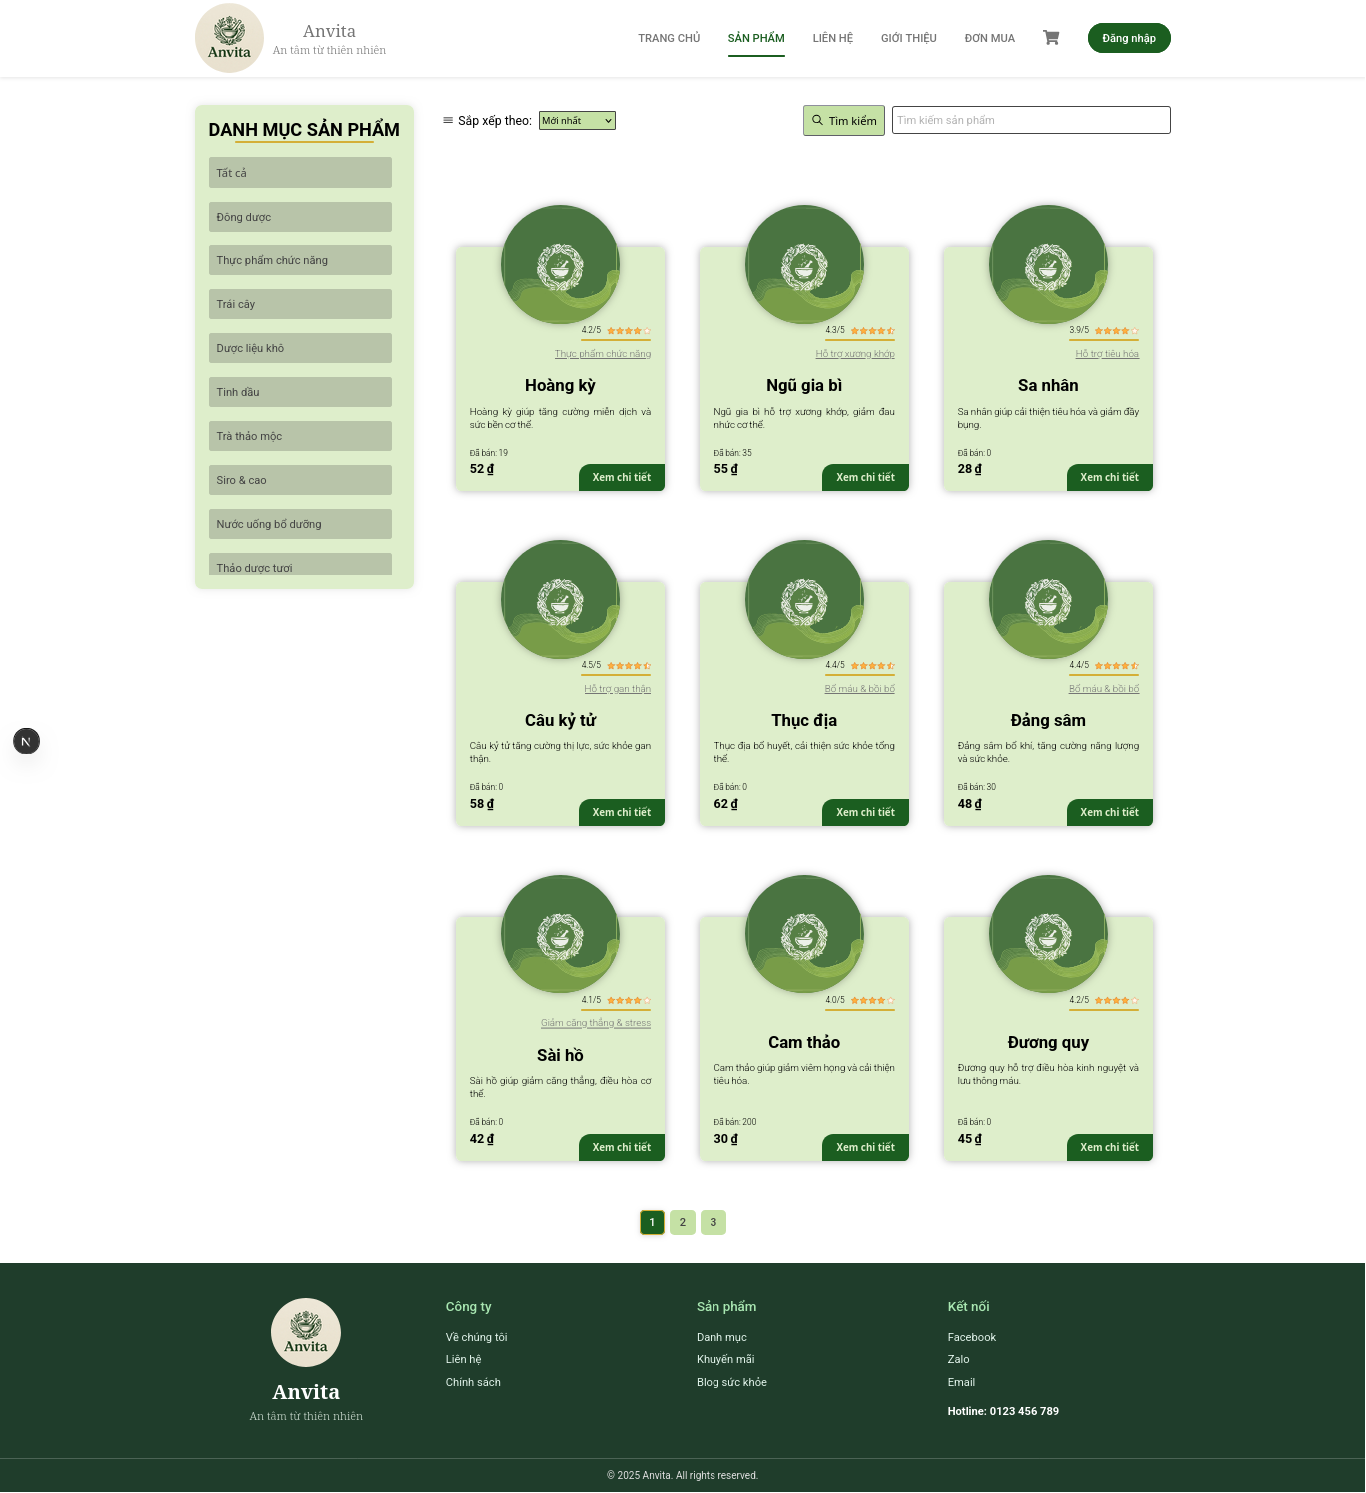 Anvita
Anvita
An tâm từ thiên nhiên
TRANG CHỦ
SẢN PHẨM
LIÊN HỆ
GIỚI THIỆU
ĐƠN MUA
Đăng nhập
DANH MỤC SẢN PHẨM
Tất cả
Đông dược
Thực phẩm chức năng
Trái cây
Dược liệu khô
Tinh dầu
Trà thảo mộc
Siro & cao
Nước uống bổ dưỡng
Thảo dược tươi
Sắp xếp theo:
Mới nhất
Tìm kiếm
Tìm kiếm sản phẩm
4.2/5
Thực phẩm chức năng
Hoàng kỳ
Hoàng kỳ giúp tăng cường miễn dịch và
sức bền cơ thể.
Đã bán: 19
52 ₫
Xem chi tiết
4.3/5
Hỗ trợ xương khớp
Ngũ gia bì
Ngũ gia bì hỗ trợ xương khớp, giảm đau
nhức cơ thể.
Đã bán: 35
55 ₫
Xem chi tiết
3.9/5
Hỗ trợ tiêu hóa
Sa nhân
Sa nhân giúp cải thiện tiêu hóa và giảm đầy
bụng.
Đã bán: 0
28 ₫
Xem chi tiết
4.5/5
Hỗ trợ gan thận
Câu kỷ tử
Câu kỷ tử tăng cường thị lực, sức khỏe gan
thận.
Đã bán: 0
58 ₫
Xem chi tiết
4.4/5
Bổ máu & bồi bổ
Thục địa
Thục địa bổ huyết, cải thiện sức khỏe tổng
thể.
Đã bán: 0
62 ₫
Xem chi tiết
4.4/5
Bổ máu & bồi bổ
Đảng sâm
Đảng sâm bổ khí, tăng cường năng lượng
và sức khỏe.
Đã bán: 30
48 ₫
Xem chi tiết
4.1/5
Giảm căng thẳng & stress
Sài hồ
Sài hồ giúp giảm căng thẳng, điều hòa cơ
thể.
Đã bán: 0
42 ₫
Xem chi tiết
4.0/5
Cam thảo
Cam thảo giúp giảm viêm họng và cải thiện
tiêu hóa.
Đã bán: 200
30 ₫
Xem chi tiết
4.2/5
Đương quy
Đương quy hỗ trợ điều hòa kinh nguyệt và
lưu thông máu.
Đã bán: 0
45 ₫
Xem chi tiết
N
1
2
3
Anvita
Anvita
An tâm từ thiên nhiên
Công ty
Về chúng tôi
Liên hệ
Chính sách
Sản phẩm
Danh mục
Khuyến mãi
Blog sức khỏe
Kết nối
Facebook
Zalo
Email
Hotline: 0123 456 789
© 2025 Anvita. All rights reserved.